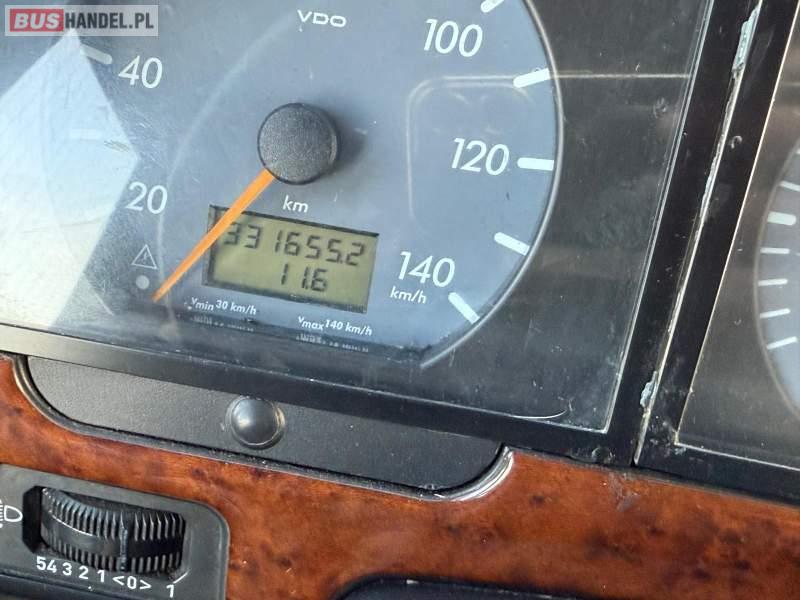 BUSHANDEL.PL
VDO
100
40
120
20
km
331655.2
11.6
140
km/h
Vmin 30 km/h
Vmax 140 km/h
5 4 3 2 1 <0> 1